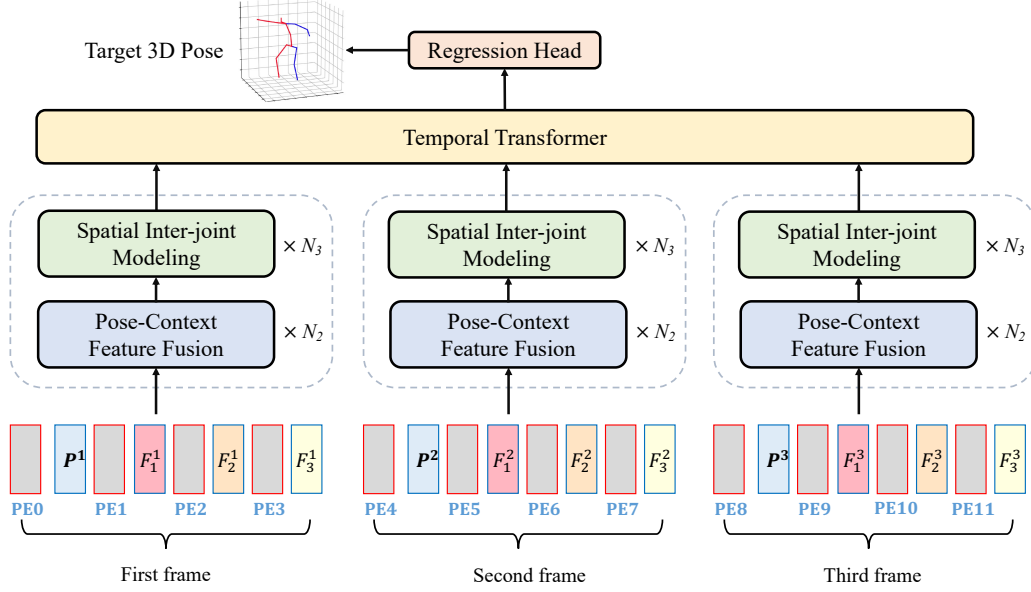 Target 3D Pose
Regression Head
Temporal Transformer
Spatial Inter-joint
Modeling
× N₃
Pose-Context
Feature Fusion
× N₂
Spatial Inter-joint
Modeling
× N₃
Pose-Context
Feature Fusion
× N₂
Spatial Inter-joint
Modeling
× N₃
Pose-Context
Feature Fusion
× N₂
P¹ F₁¹ F₂¹ F₃¹
PE0 PE1 PE2 PE3
First frame
P² F₁² F₂² F₃²
PE4 PE5 PE6 PE7
Second frame
P³ F₁³ F₂³ F₃³
PE8 PE9 PE10 PE11
Third frame